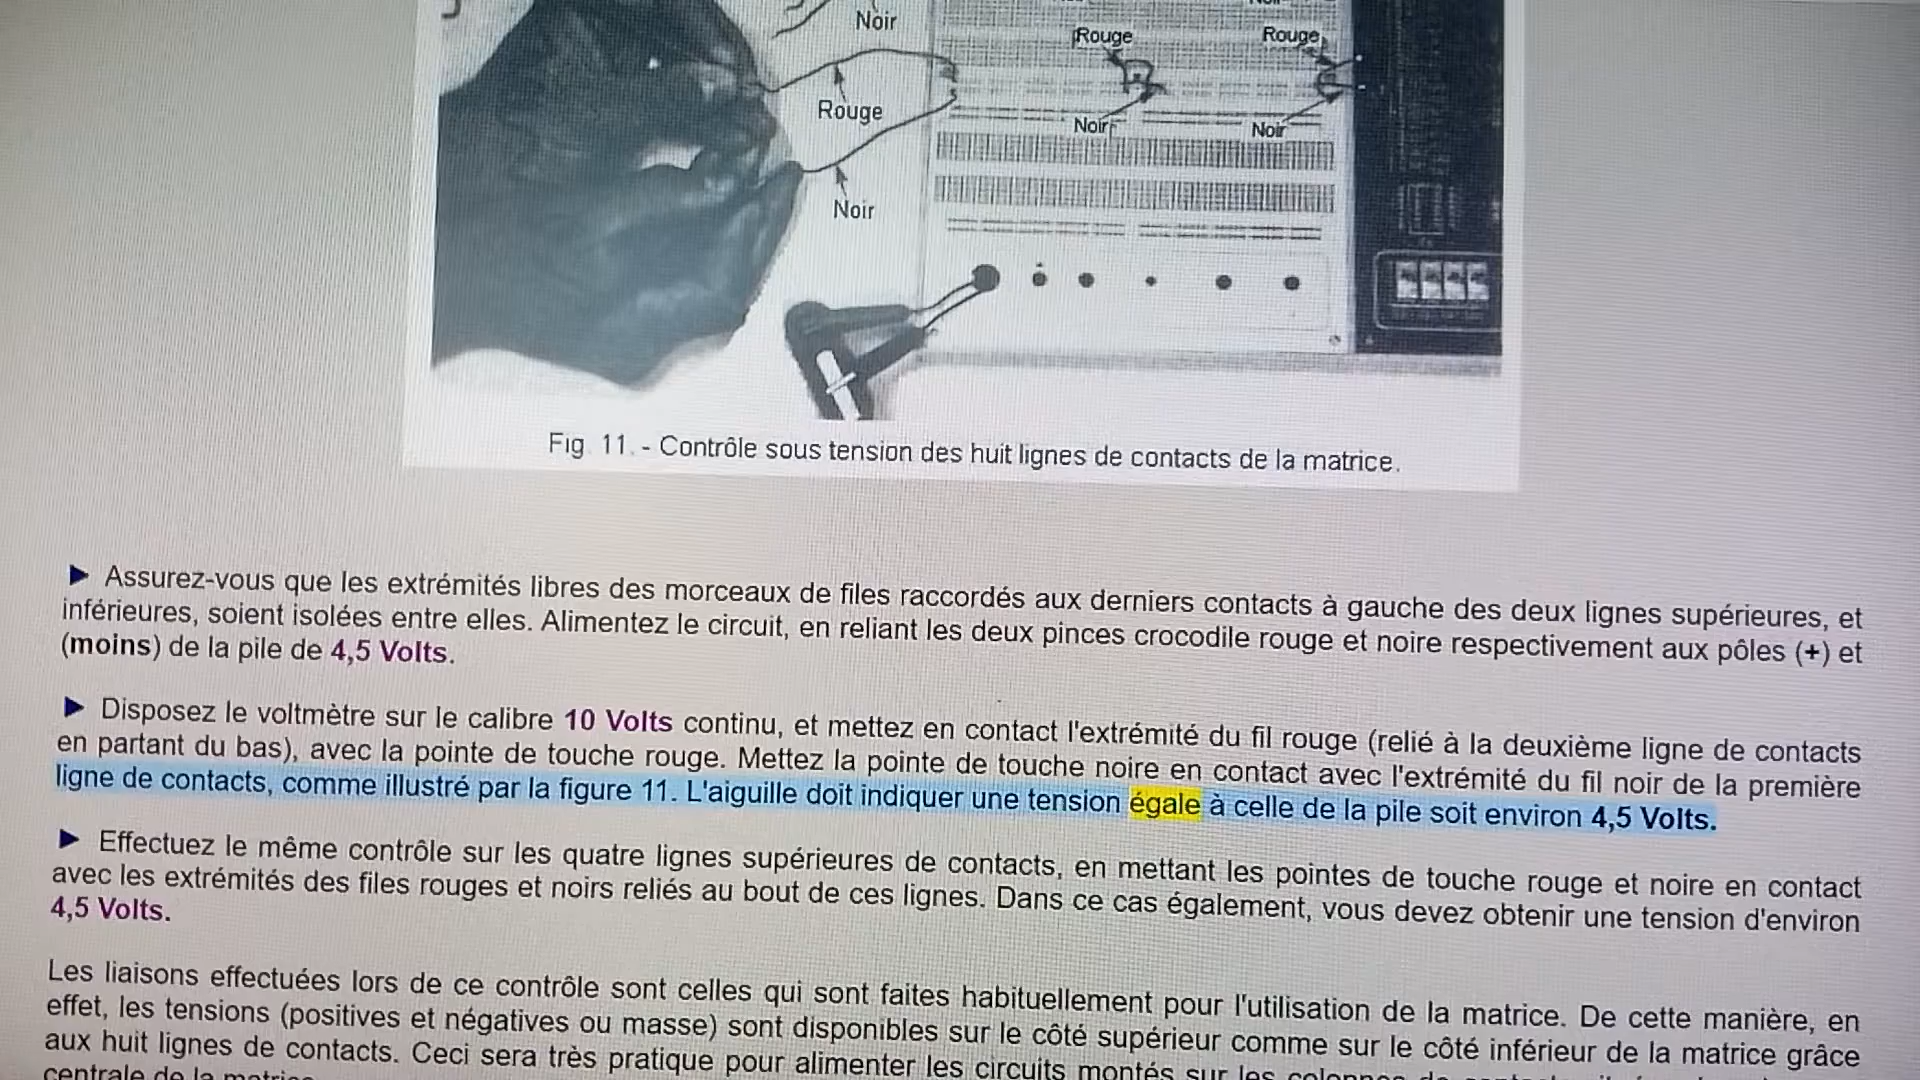 Noir
Rouge
Rouge
Rouge
Noir
Noir
Noir
Fig. 11. - Contrôle sous tension des huit lignes de contacts de la matrice.
► Assurez-vous que les extrémités libres des morceaux de files raccordés aux derniers contacts à gauche des deux lignes supérieures, et
inférieures, soient isolées entre elles. Alimentez le circuit, en reliant les deux pinces crocodile rouge et noire respectivement aux pôles (+) et
(moins) de la pile de 4,5 Volts.
► Disposez le voltmètre sur le calibre 10 Volts continu, et mettez en contact l'extrémité du fil rouge (relié à la deuxième ligne de contacts
en partant du bas), avec la pointe de touche rouge. Mettez la pointe de touche noire en contact avec l'extrémité du fil noir de la première
ligne de contacts, comme illustré par la figure 11. L'aiguille doit indiquer une tension égale à celle de la pile soit environ 4,5 Volts.
► Effectuez le même contrôle sur les quatre lignes supérieures de contacts, en mettant les pointes de touche rouge et noire en contact
avec les extrémités des files rouges et noirs reliés au bout de ces lignes. Dans ce cas également, vous devez obtenir une tension d'environ
4,5 Volts.
Les liaisons effectuées lors de ce contrôle sont celles qui sont faites habituellement pour l'utilisation de la matrice. De cette manière, en
effet, les tensions (positives et négatives ou masse) sont disponibles sur le côté supérieur comme sur le côté inférieur de la matrice grâce
aux huit lignes de contacts. Ceci sera très pratique pour alimenter les circuits montés sur les colonnes de
centrale de la matrice